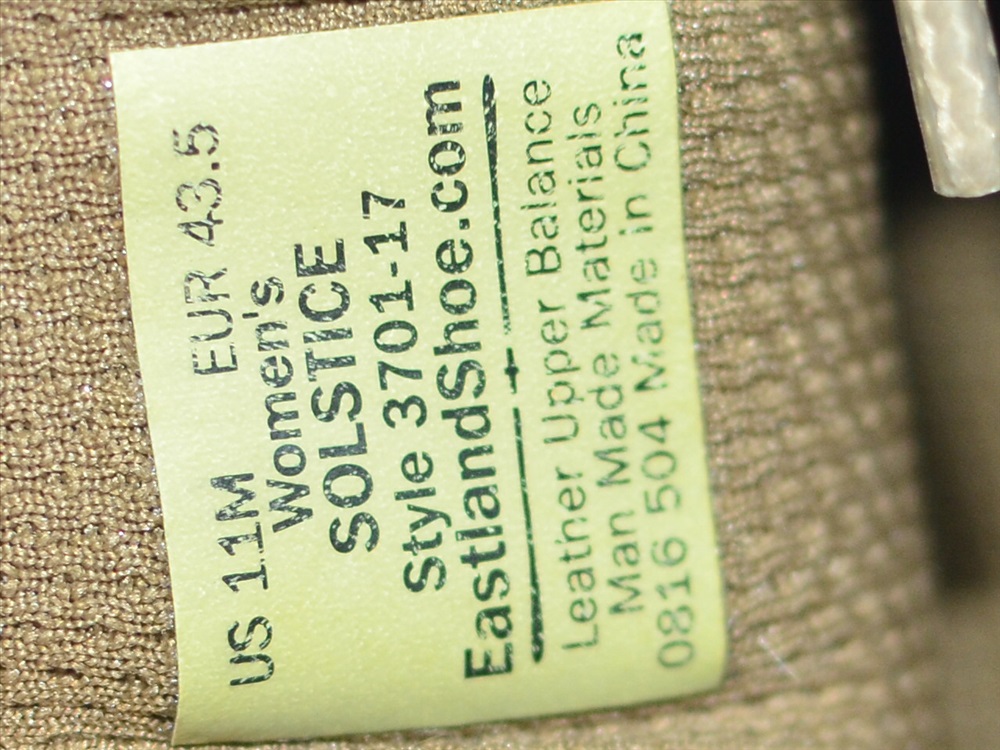 US 11M EUR 43.5
Women's
SOLSTICE
Style 3701-17
EastlandShoe.com
Leather Upper Balance
Man Made Materials
0816 504 Made in China